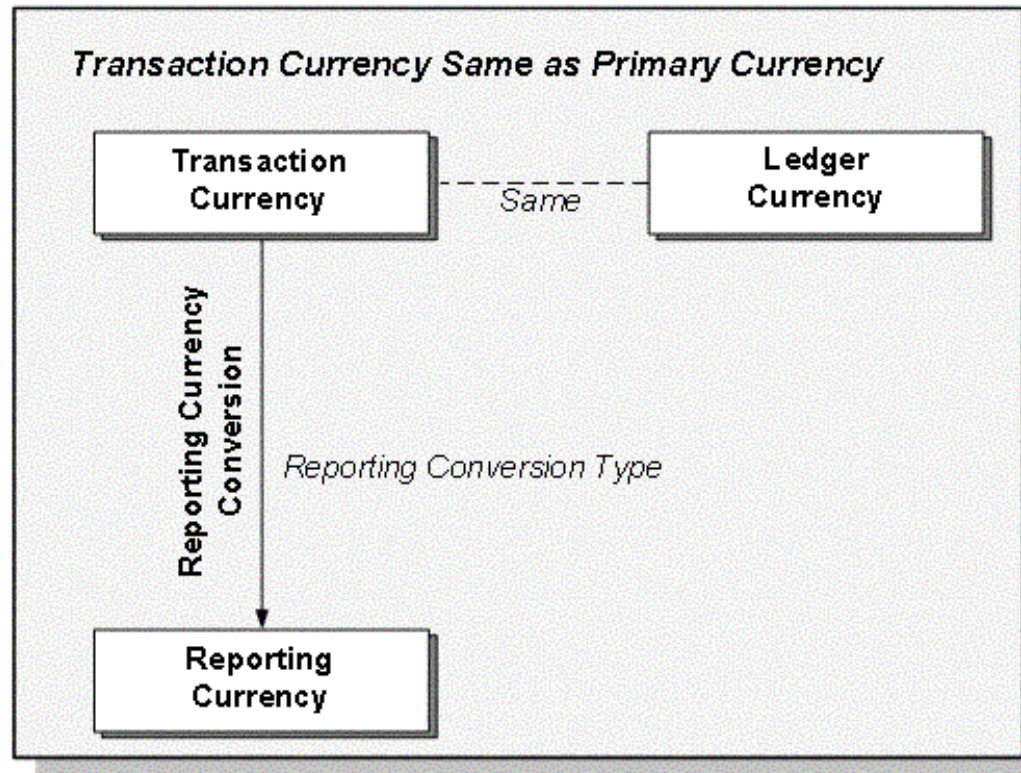 Transaction Currency Same as Primary Currency
Transaction
Currency
Same
Ledger
Currency
Reporting Currency
Conversion
Reporting Conversion Type
Reporting
Currency